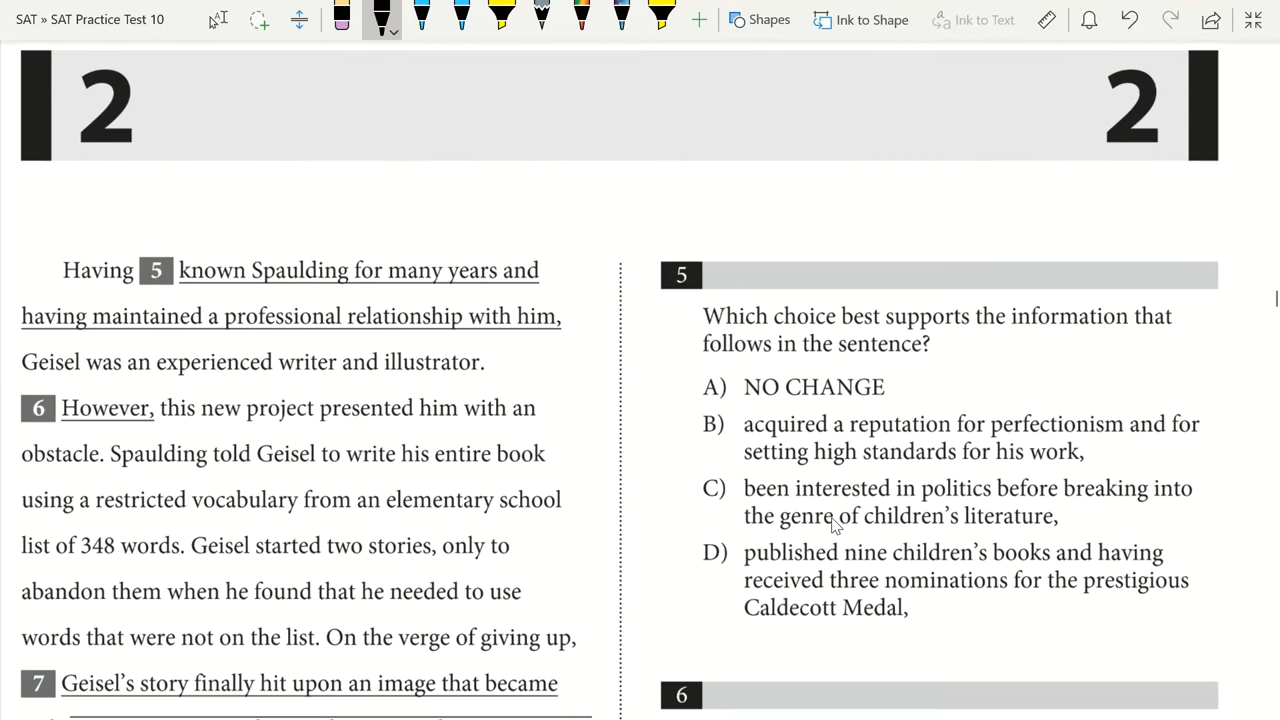 SAT » SAT Practice Test 10
Shapes
Ink to Shape
Ink to Text
2
2
Having 5 known Spaulding for many years and
having maintained a professional relationship with him,
Geisel was an experienced writer and illustrator.
6 However, this new project presented him with an
obstacle. Spaulding told Geisel to write his entire book
using a restricted vocabulary from an elementary school
list of 348 words. Geisel started two stories, only to
abandon them when he found that he needed to use
words that were not on the list. On the verge of giving up,
7 Geisel’s story finally hit upon an image that became
5
Which choice best supports the information that
follows in the sentence?
A) NO CHANGE
B) acquired a reputation for perfectionism and for
setting high standards for his work,
C) been interested in politics before breaking into
the genre of children’s literature,
D) published nine children’s books and having
received three nominations for the prestigious
Caldecott Medal,
6